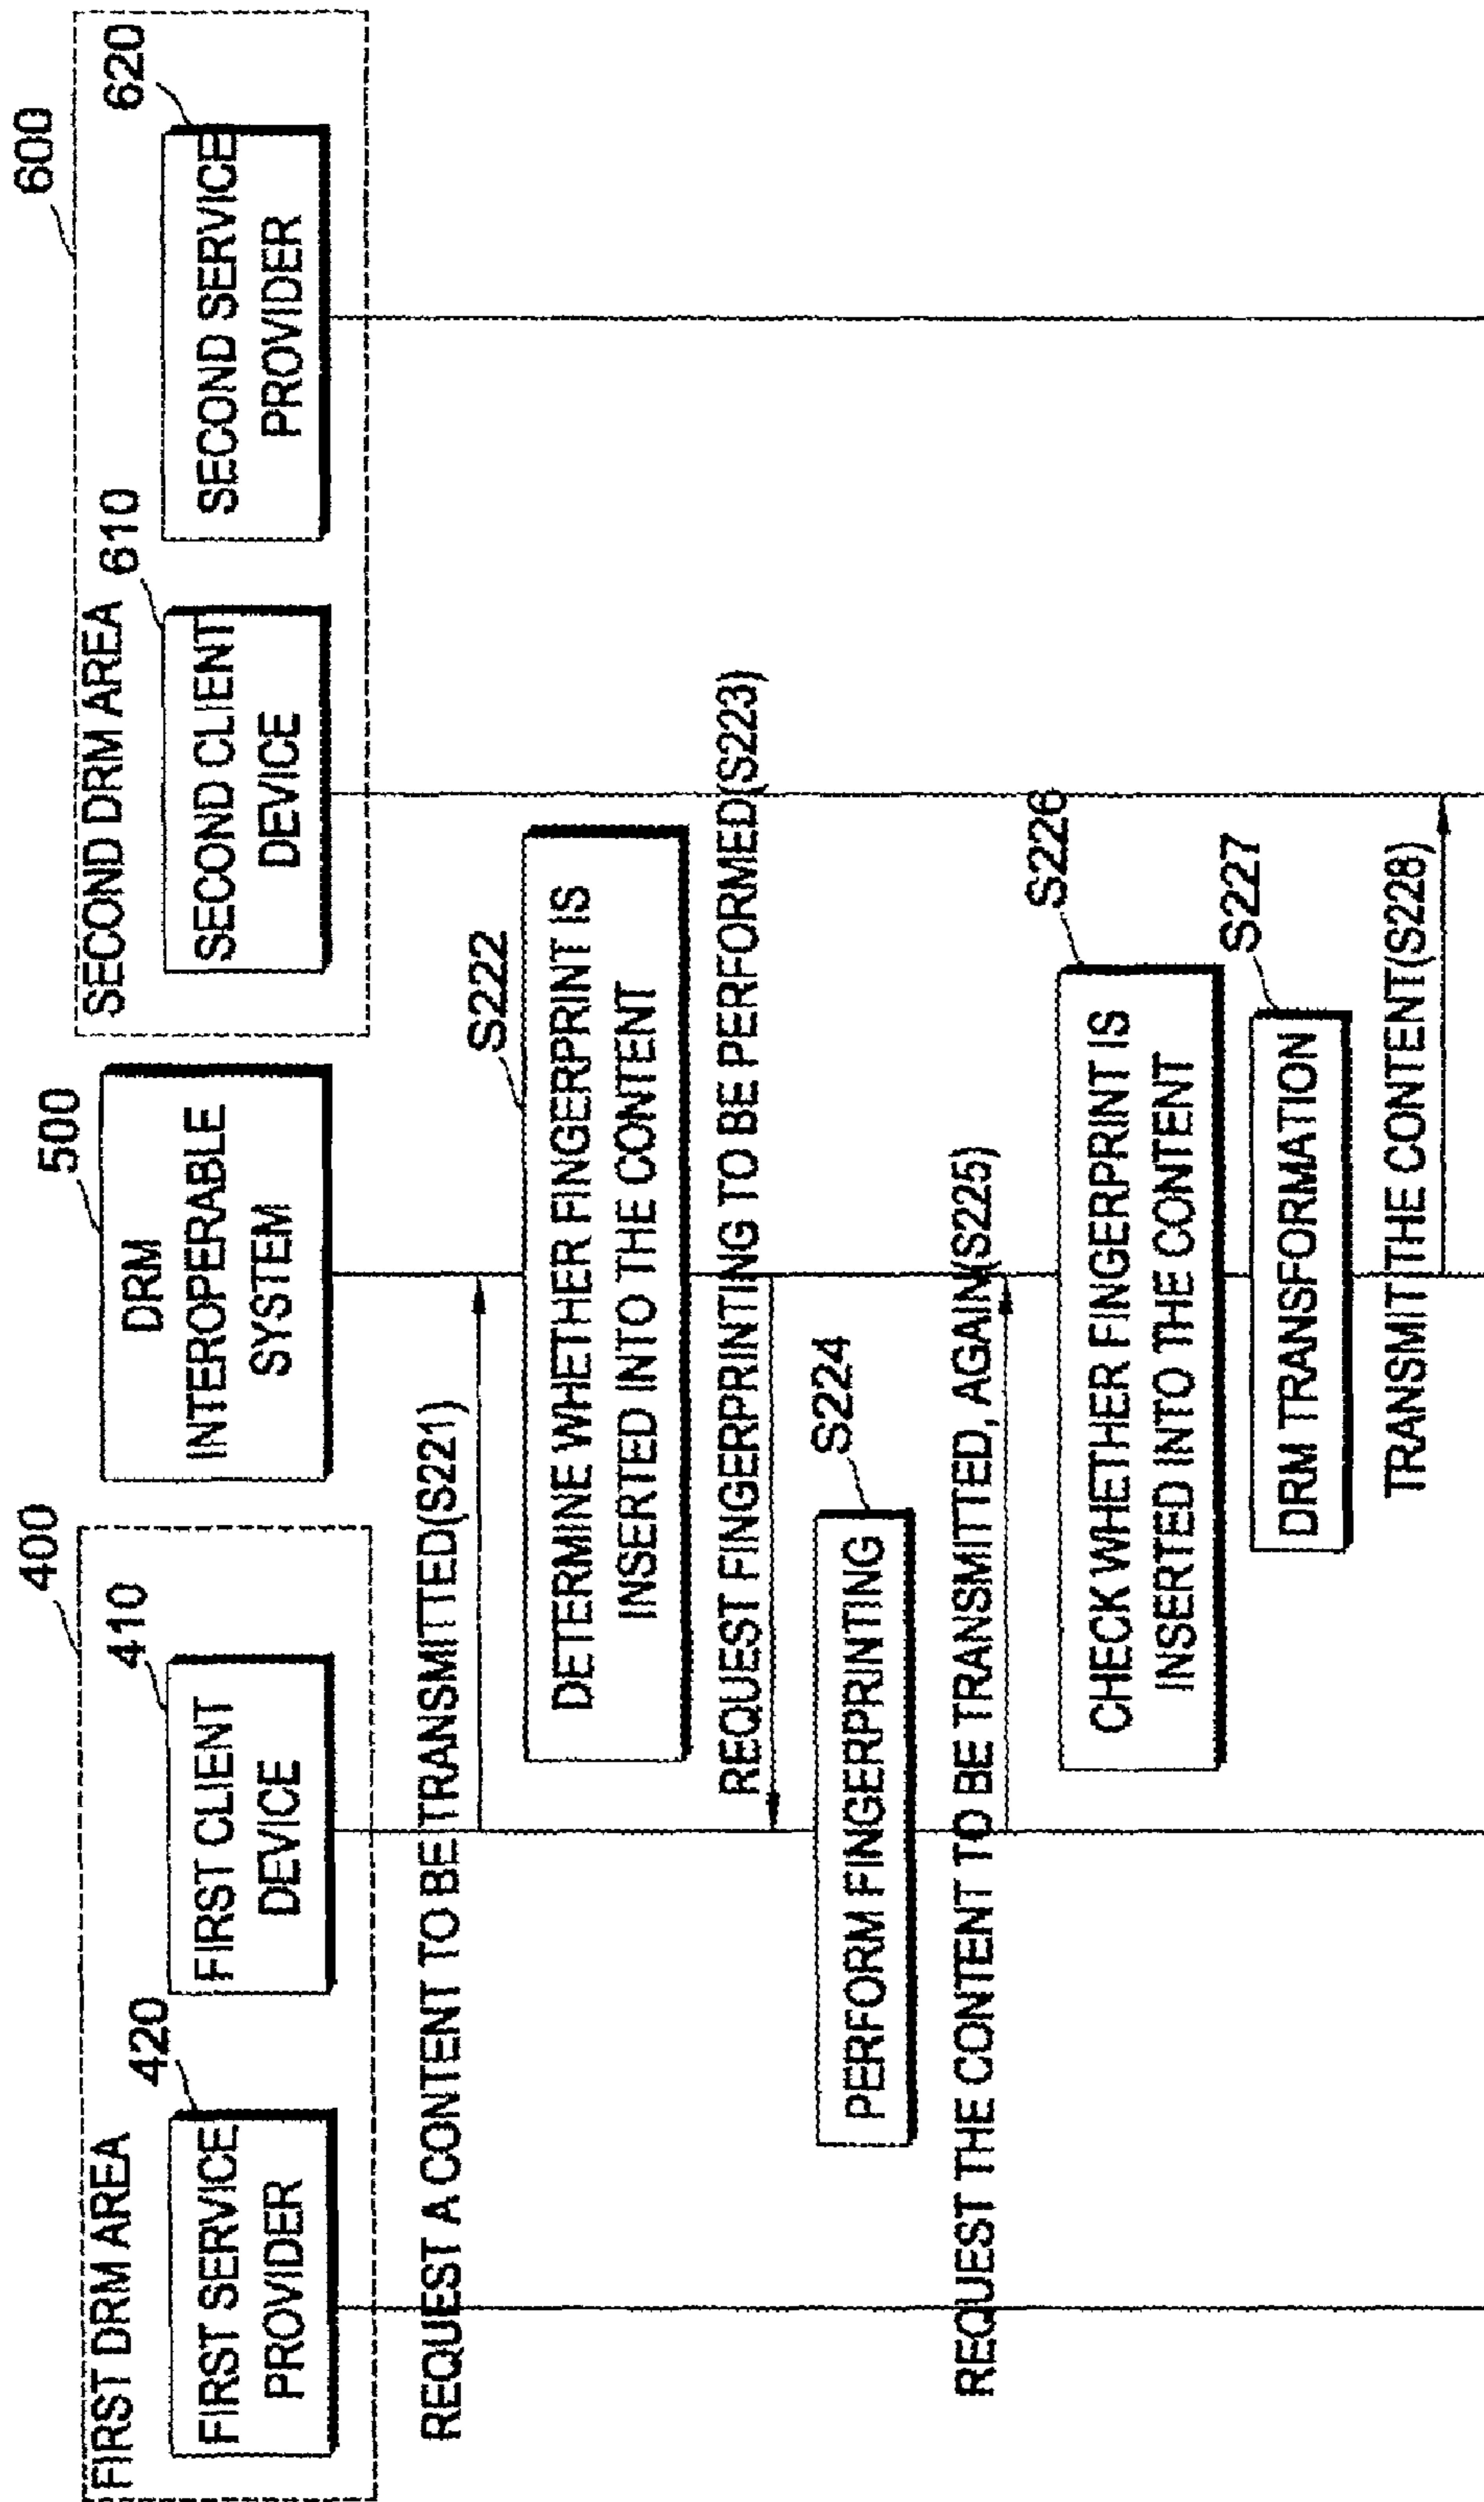 400
500
600
FIRST DRM AREA
420
410
SECOND DRM AREA
610
620
FIRST SERVICE
PROVIDER
FIRST CLIENT
DEVICE
DRM
INTEROPERABLE
SYSTEM
SECOND CLIENT
DEVICE
SECOND SERVICE
PROVIDER
REQUEST A CONTENT TO BE TRANSMITTED(S221)
S222
DETERMINE WHETHER FINGERPRINT IS
INSERTED INTO THE CONTENT
REQUEST FINGERPRINTING TO BE PERFORMED(S223)
S224
PERFORM FINGERPRINTING
REQUEST THE CONTENT TO BE TRANSMITTED, AGAIN(S225)
S226
CHECK WHETHER FINGERPRINT IS
INSERTED INTO THE CONTENT
S227
DRM TRANSFORMATION
TRANSMIT THE CONTENT(S228)